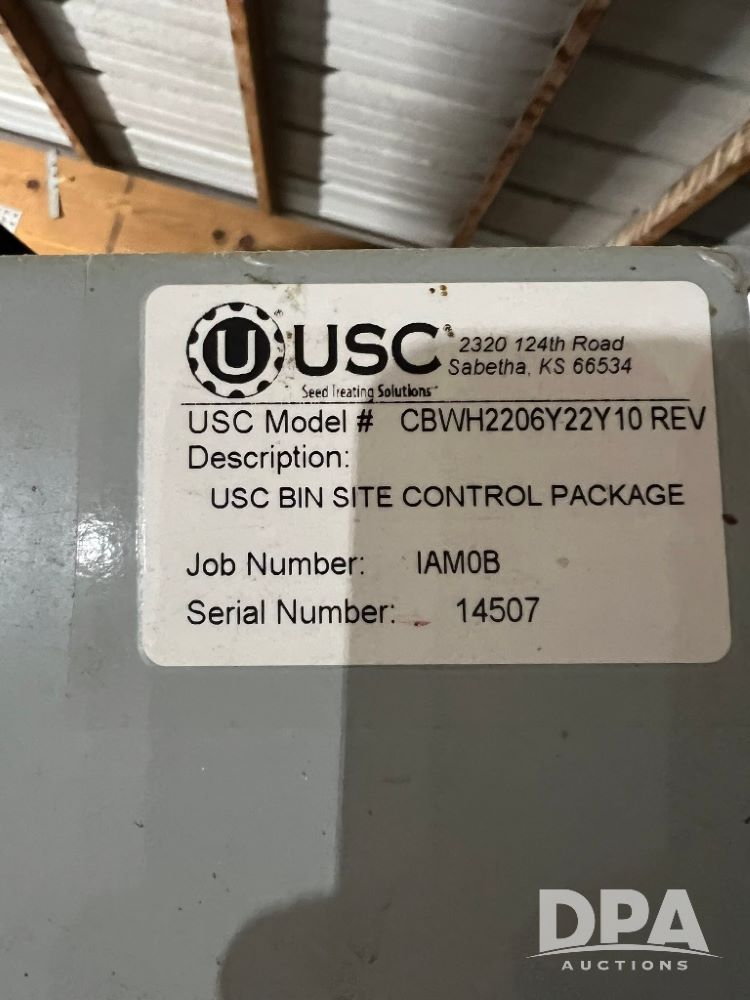 U USC® 2320 124th Road
Sabetha, KS 66534
Seed Treating Solutions™
USC Model # CBWH2206Y22Y10 REV
Description:
USC BIN SITE CONTROL PACKAGE
Job Number: IAM0B
Serial Number: 14507
DPA
AUCTIONS